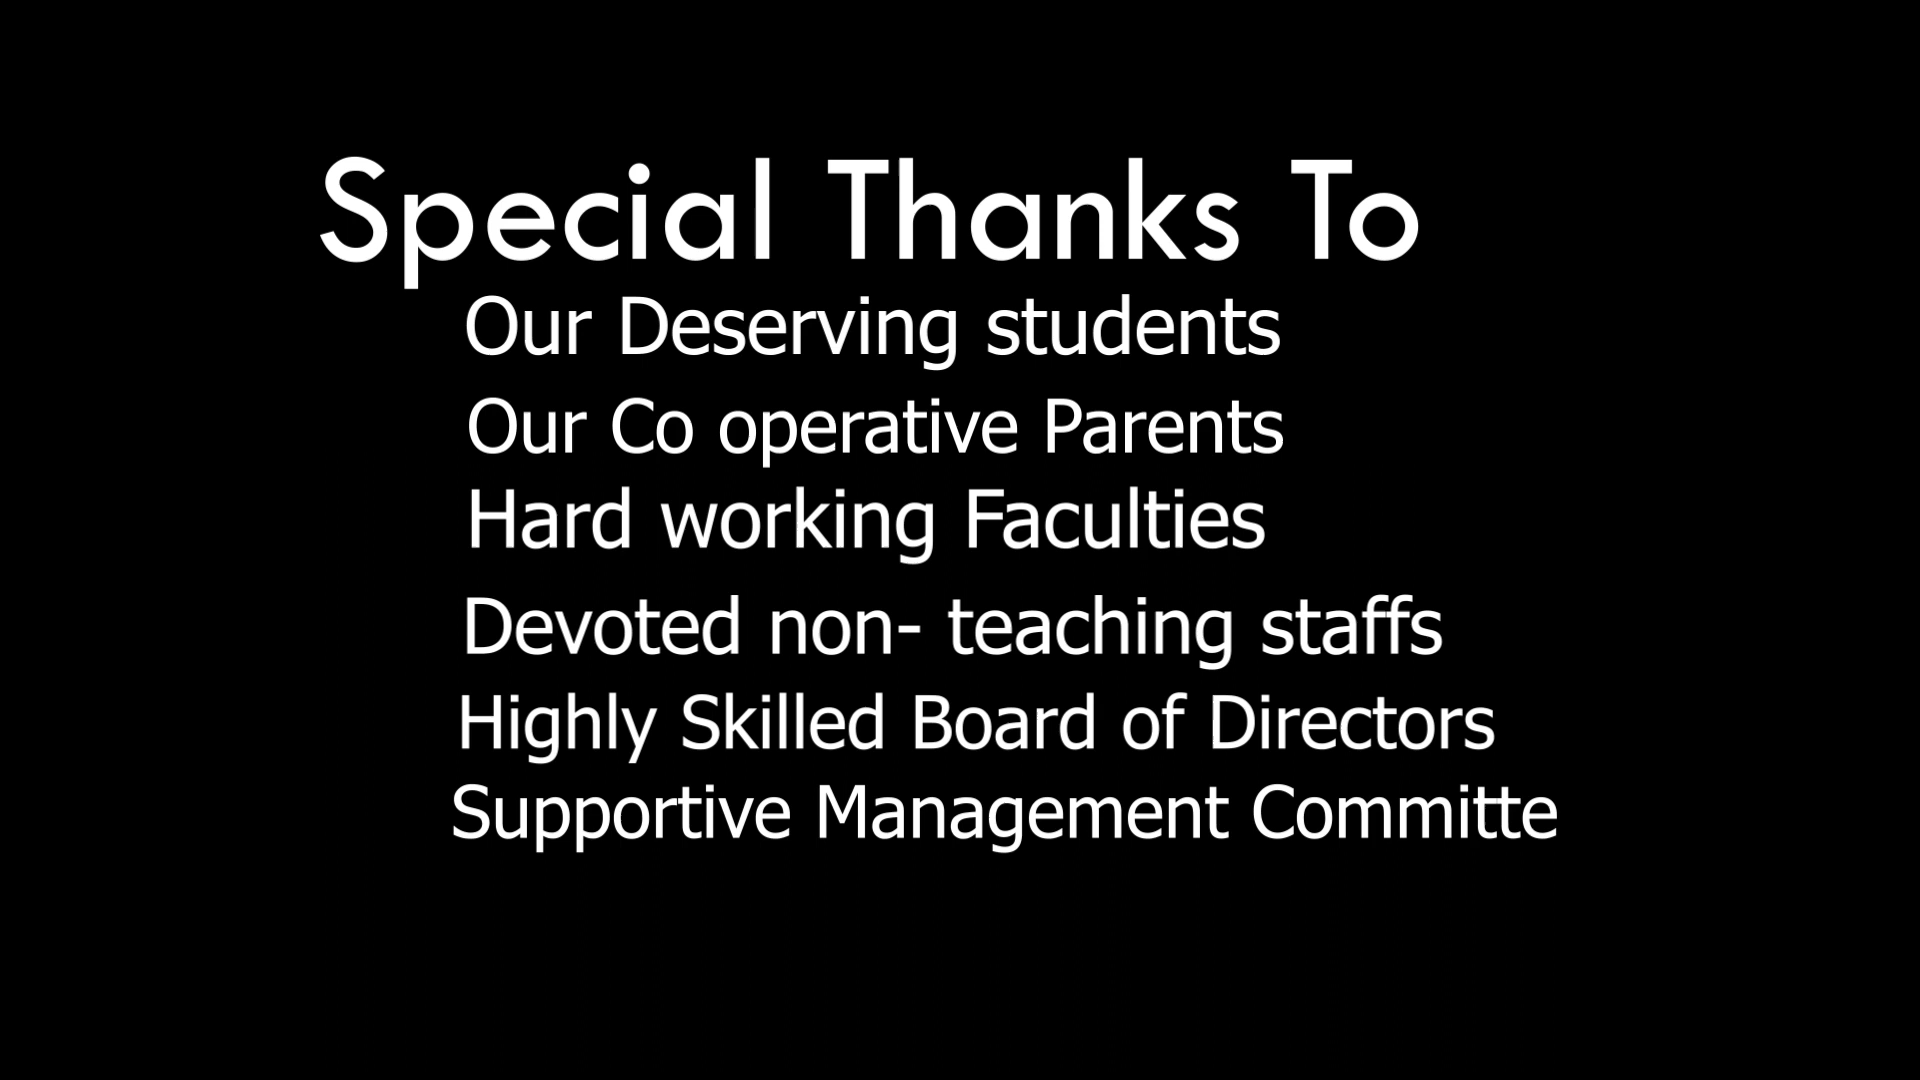 Special Thanks To
Our Deserving students
Our Co operative Parents
Hard working Faculties
Devoted non- teaching staffs
Highly Skilled Board of Directors
Supportive Management Committe